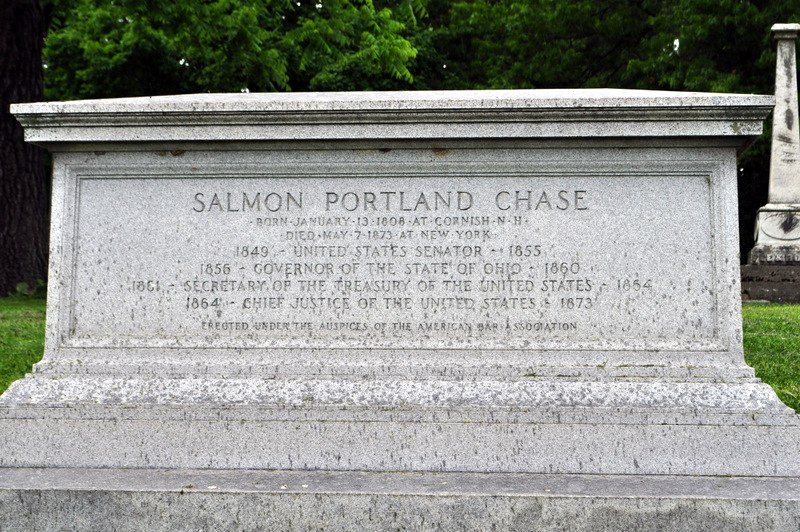 SALMON PORTLAND CHASE
·BORN·JANUARY·13·1808·AT·CORNISH·N·H·
DIED·MAY·7·1873·AT·NEW·YORK·
1849 - UNITED STATES SENATOR - 1855
1856 - GOVERNOR OF THE STATE OF OHIO - 1860
1861 - SECRETARY OF THE TREASURY OF THE UNITED STATES - 1864
1864 - CHIEF JUSTICE OF THE UNITED STATES - 1873
ERECTED UNDER THE AUSPICES OF THE AMERICAN BAR ASSOCIATION